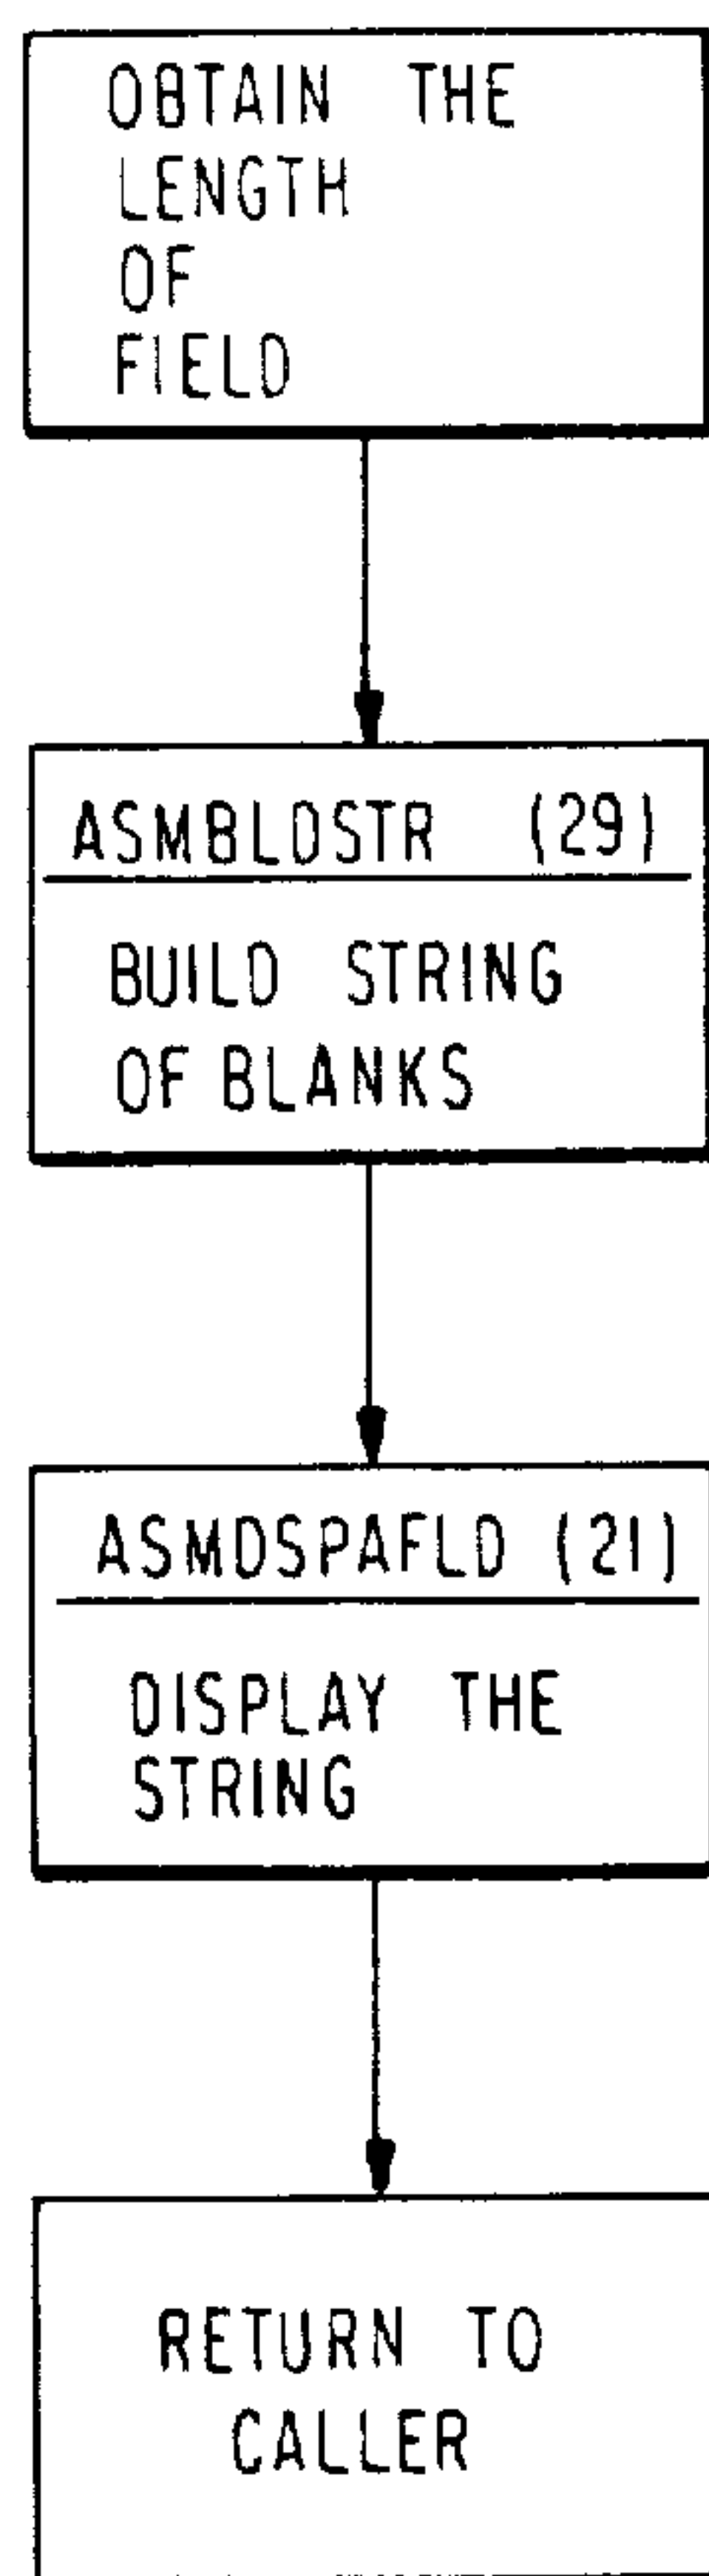 OBTAIN THE
LENGTH
OF
FIELD
ASMBLDSTR (29)
BUILD STRING
OF BLANKS
ASMDSPAFLD (21)
DISPLAY THE
STRING
RETURN TO
CALLER